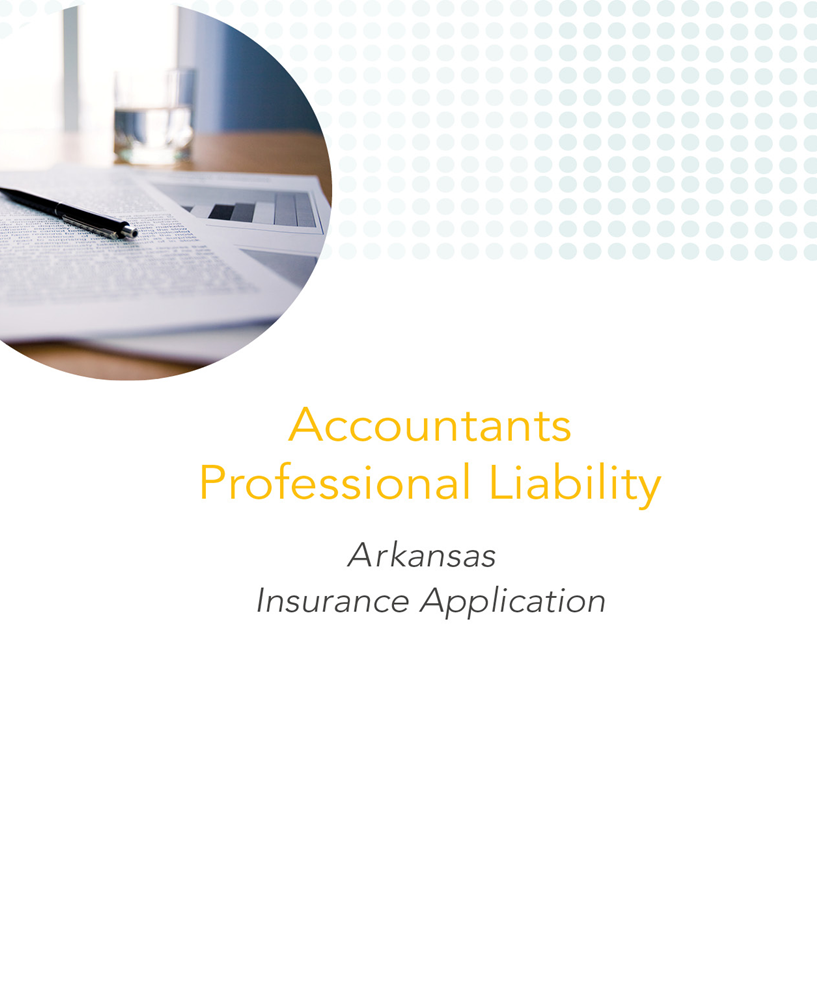 Accountants
Professional Liability
Arkansas
Insurance Application